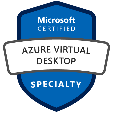 Microsoft
CERTIFIED
AZURE VIRTUAL
DESKTOP
SPECIALTY